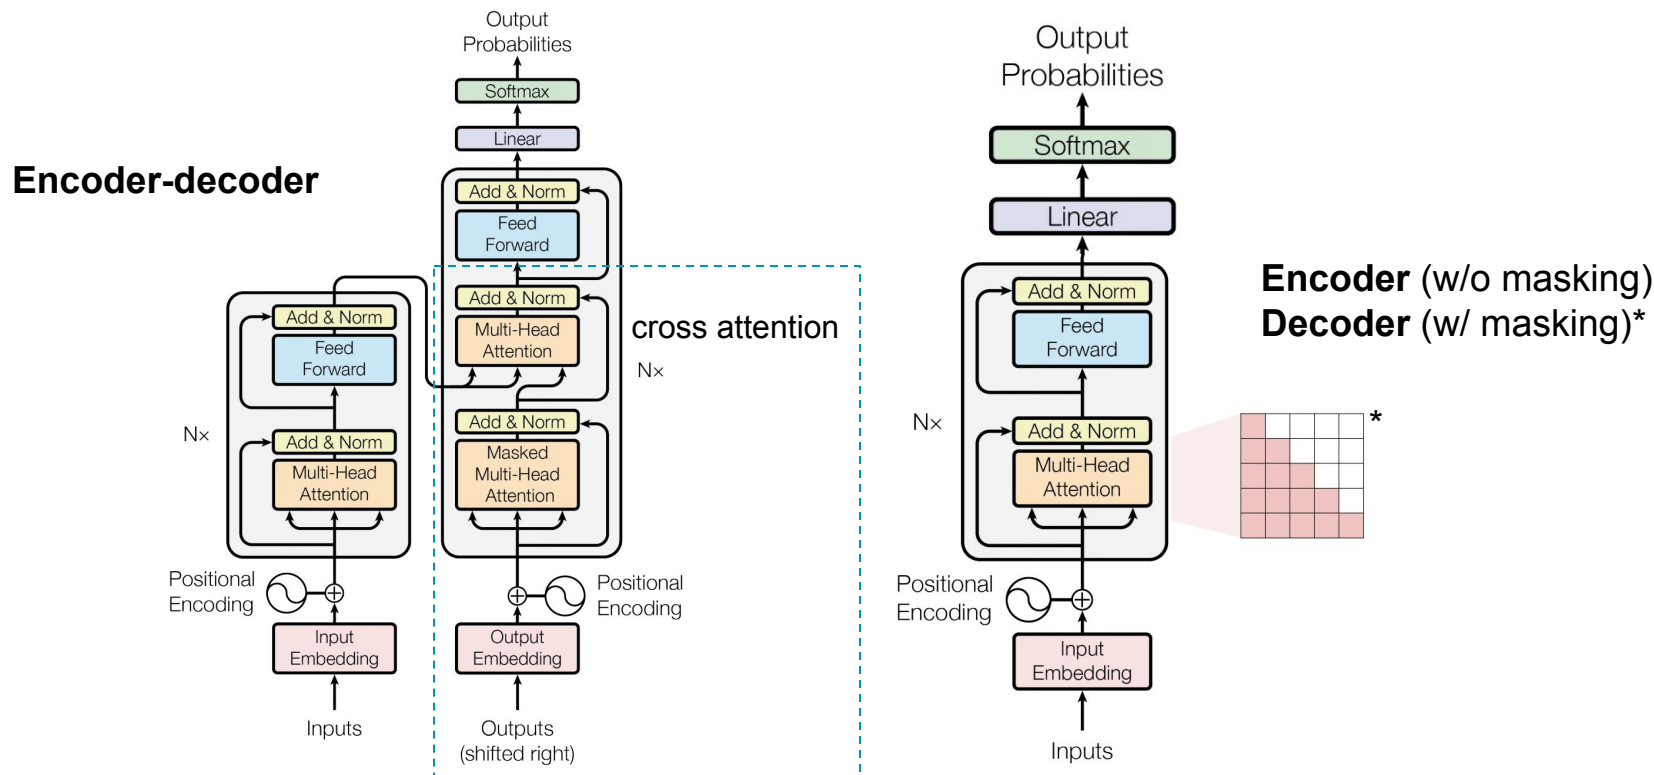 Encoder-decoder
Output
Probabilities
Softmax
Linear
Add & Norm
Feed
Forward
Add & Norm
Multi-Head
Attention
cross attention
N×
Add & Norm
Masked
Multi-Head
Attention
Positional
Encoding
Output
Embedding
Outputs
(shifted right)
Add & Norm
Feed
Forward
N×
Add & Norm
Multi-Head
Attention
Positional
Encoding
Input
Embedding
Inputs
Output
Probabilities
Softmax
Linear
Add & Norm
Feed
Forward
N×
Add & Norm
Multi-Head
Attention
Positional
Encoding
Input
Embedding
Inputs
Encoder (w/o masking)
Decoder (w/ masking)*
*